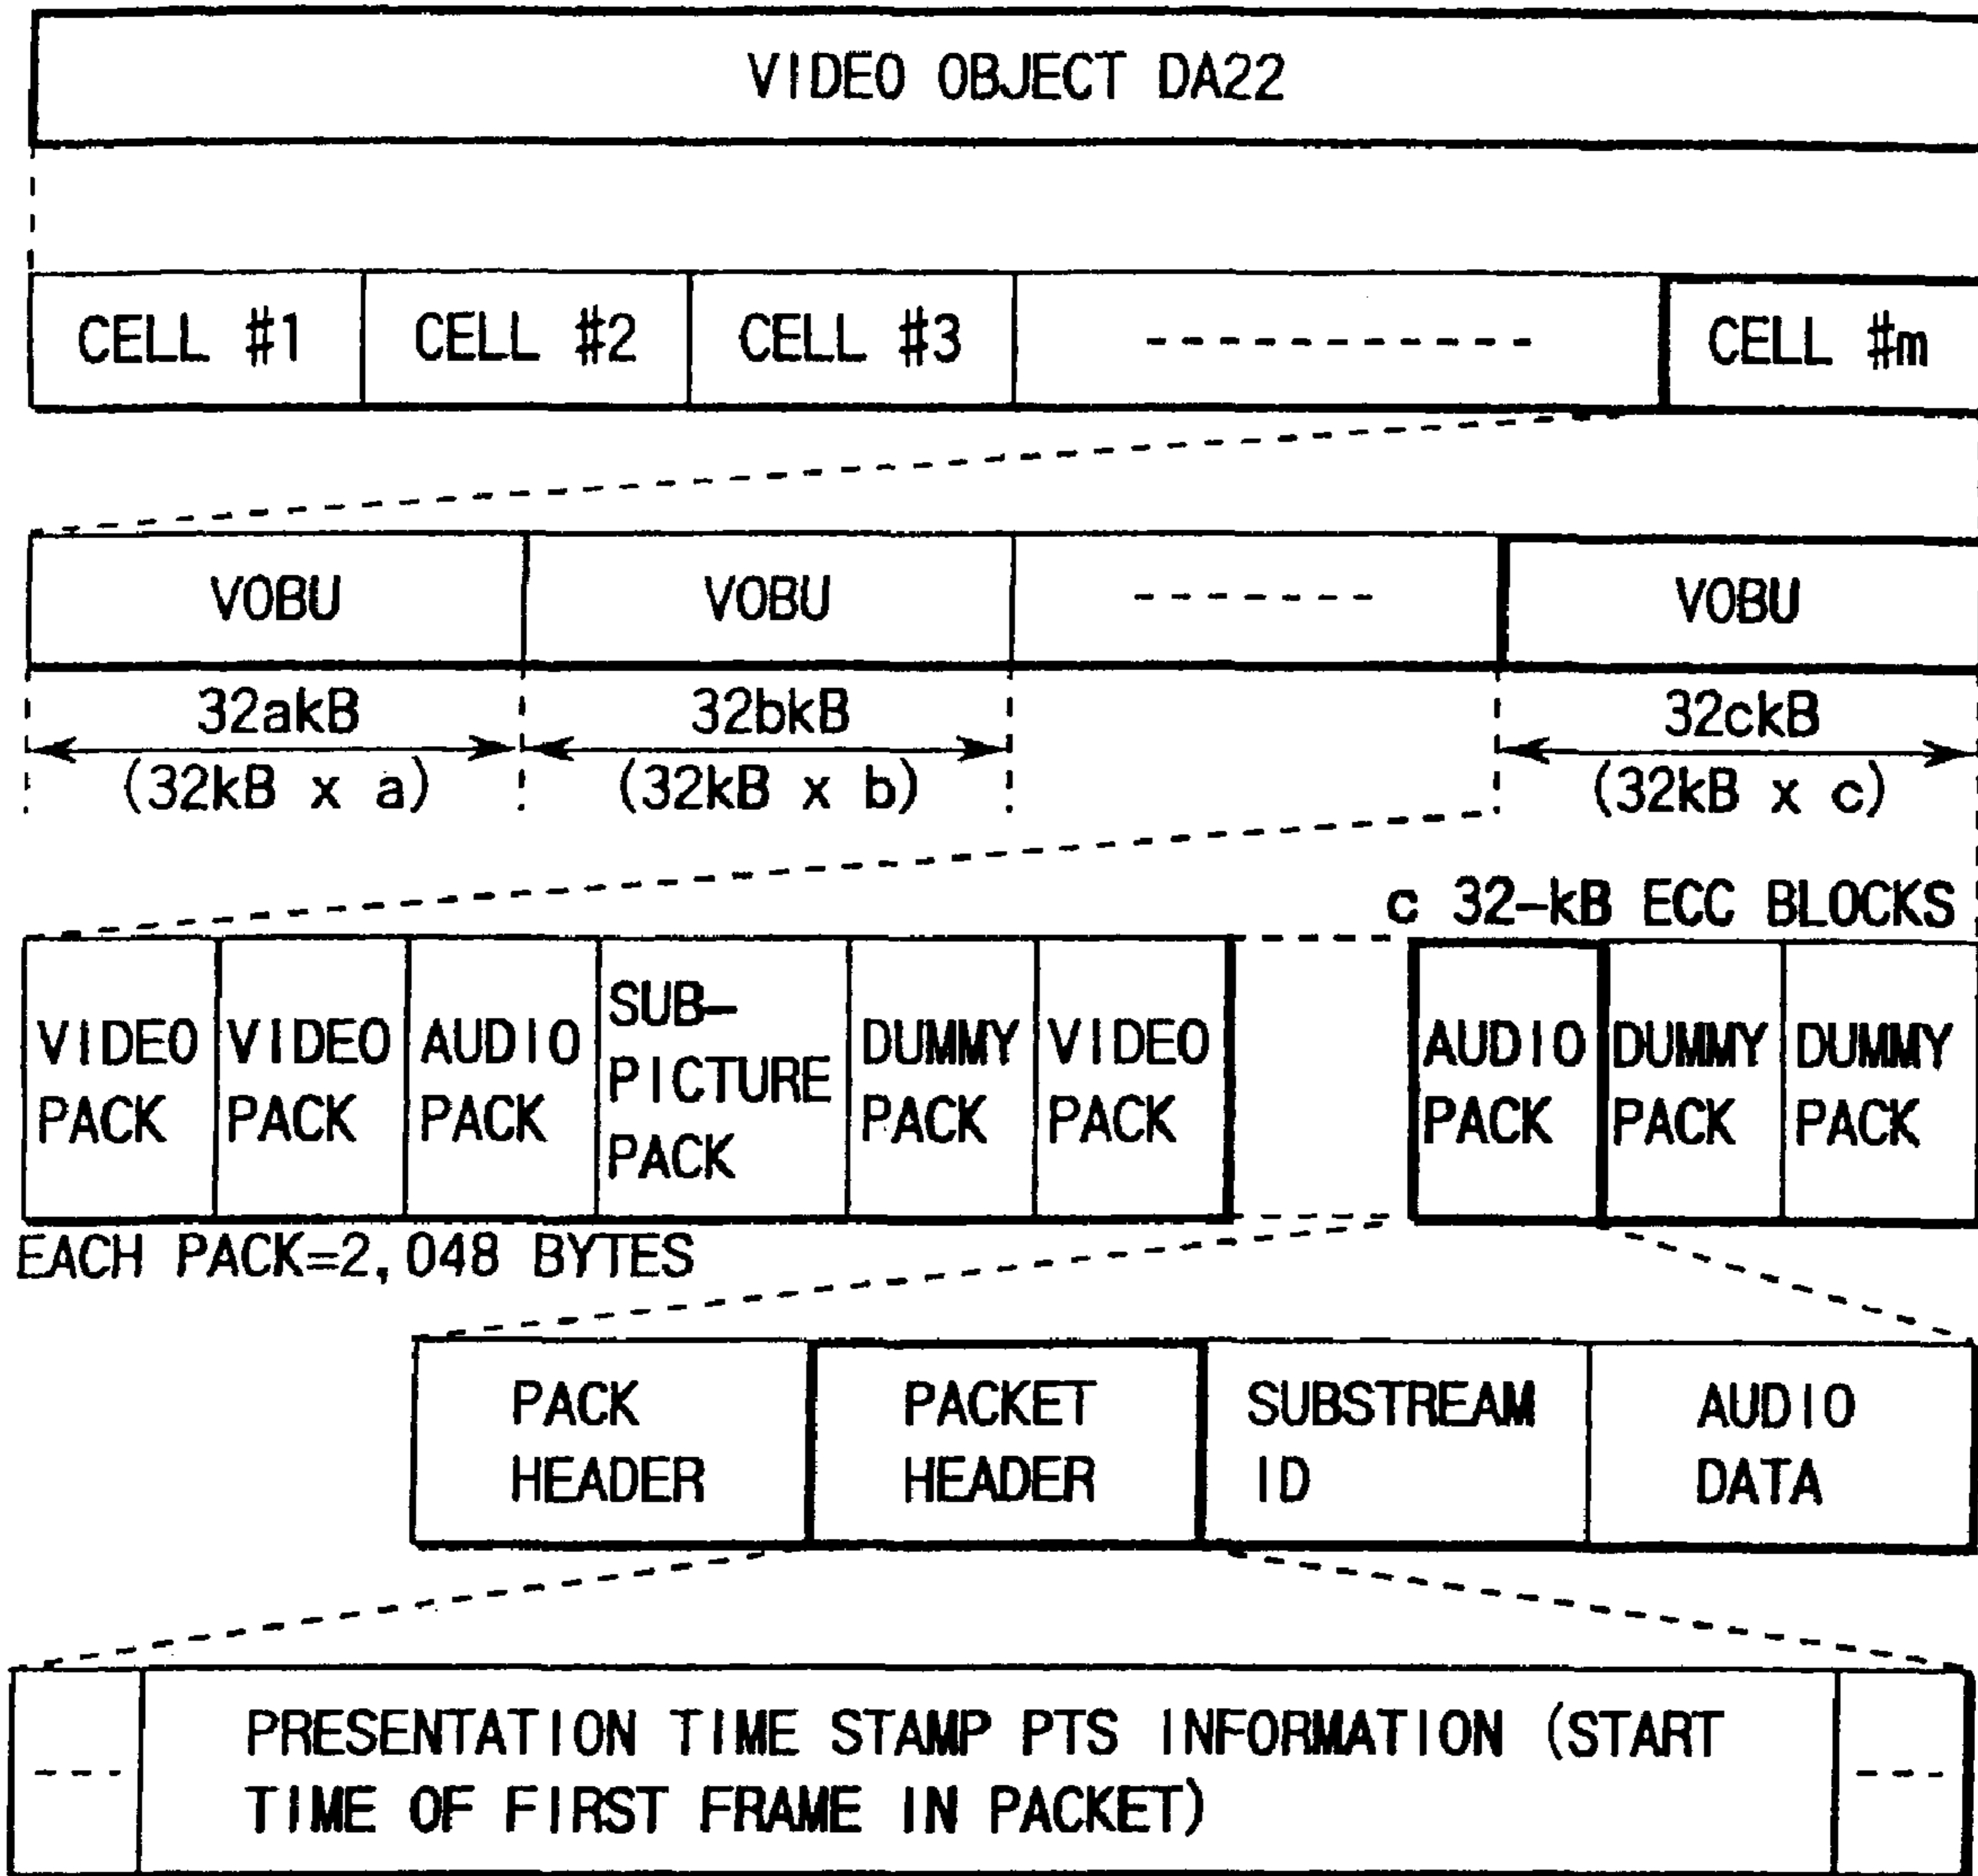 VIDEO OBJECT DA22
CELL #1
CELL #2
CELL #3
CELL #m
VOBU
VOBU
VOBU
32akB
(32kB x a)
32bkB
(32kB x b)
32ckB
(32kB x c)
c 32-kB ECC BLOCKS
VIDEO
PACK
VIDEO
PACK
AUDIO
PACK
SUB-
PICTURE
PACK
DUMMY
PACK
VIDEO
PACK
AUDIO
PACK
DUMMY
PACK
DUMMY
PACK
EACH PACK=2,048 BYTES
PACK
HEADER
PACKET
HEADER
SUBSTREAM
ID
AUDIO
DATA
PRESENTATION TIME STAMP PTS INFORMATION (START
TIME OF FIRST FRAME IN PACKET)